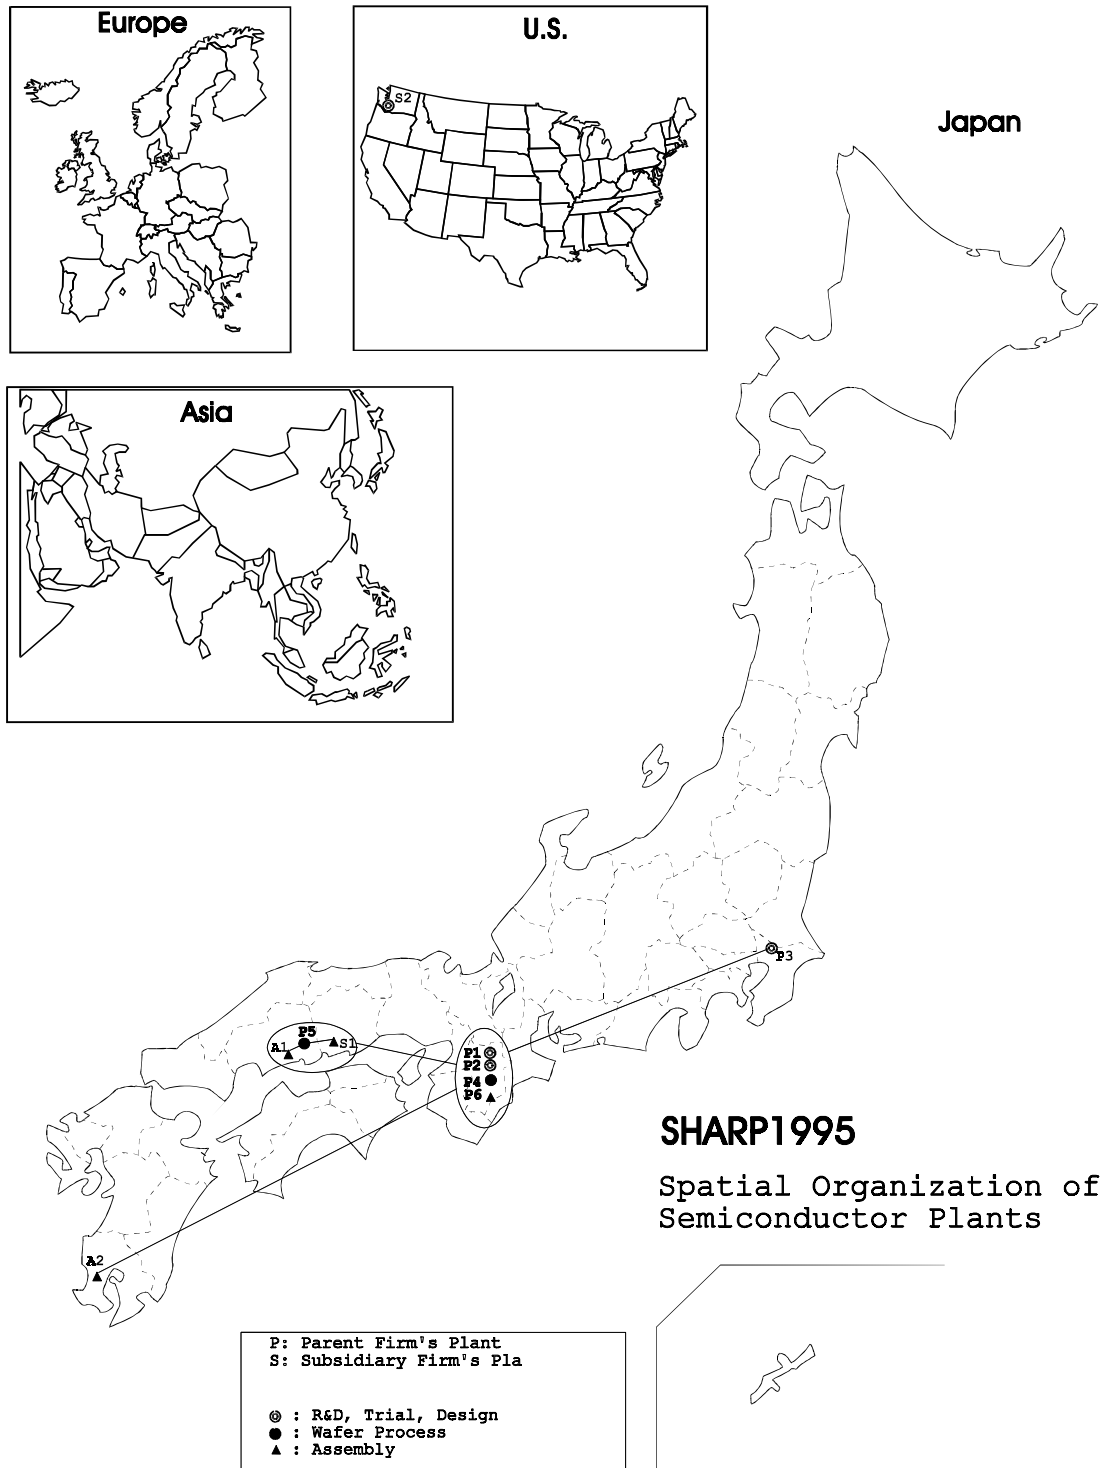 Europe
U.S.
S2
Japan
Asia
P3
P5
A1
S1
P1
P2
P4
P6
A2
SHARP1995
Spatial Organization of
Semiconductor Plants
P: Parent Firm's Plant
S: Subsidiary Firm's Pla
: R&D, Trial, Design
: Wafer Process
: Assembly